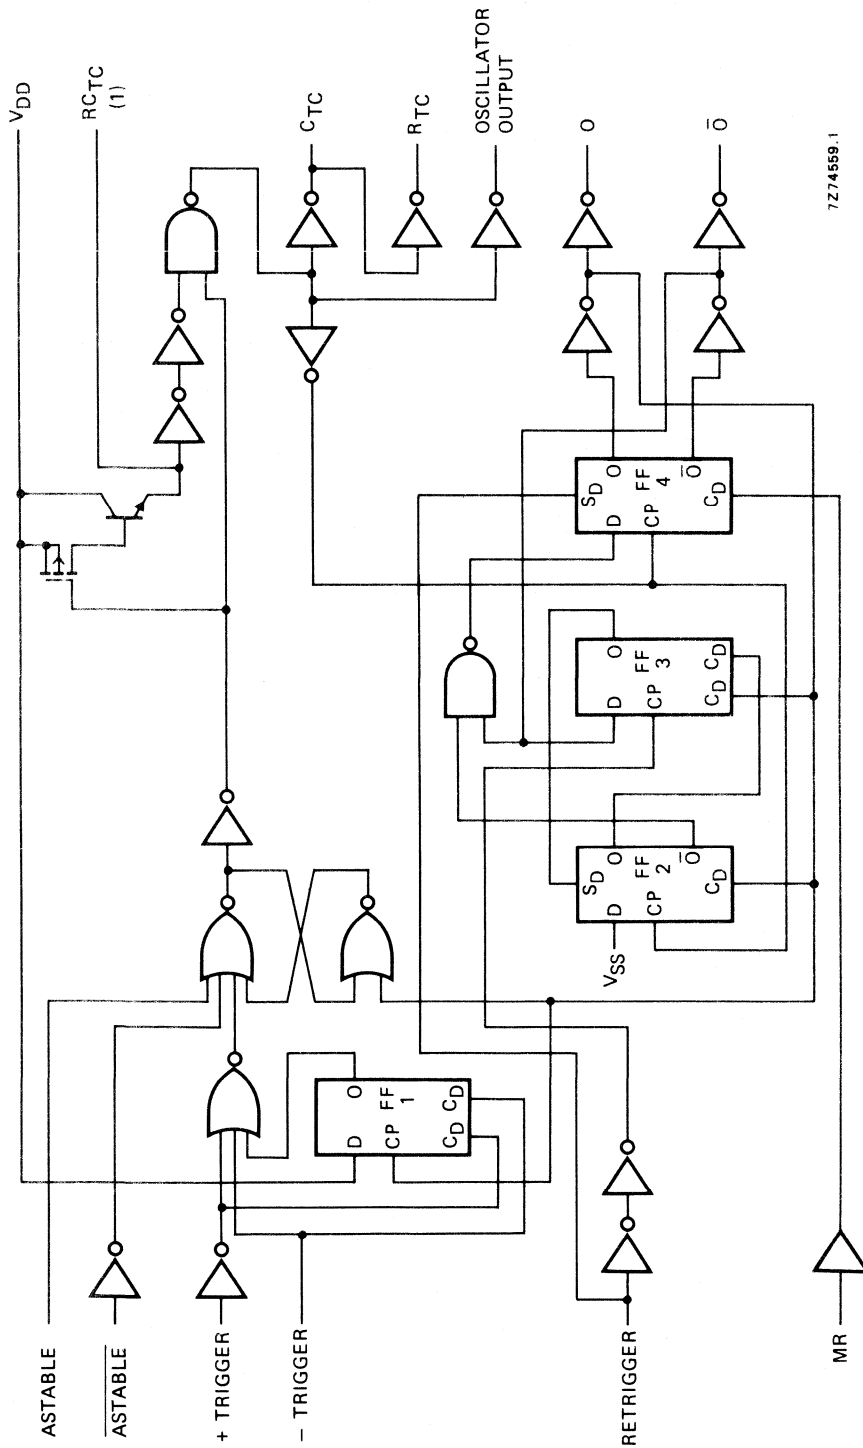 V_DD
RC_TC
(1)
C_TC
R_TC
OSCILLATOR
OUTPUT
O
O̅
7Z74559.1
S_D
D
O
FF
4
CP
O̅
C_D
O
D
FF
3
CP
C_D
C_D
S_D
V_SS
D
O
FF
2
CP
O̅
C_D
D
O
FF
1
CP
C_D
C_D
ASTABLE
A̅S̅T̅A̅B̅L̅E̅
+ TRIGGER
– TRIGGER
RETRIGGER
MR